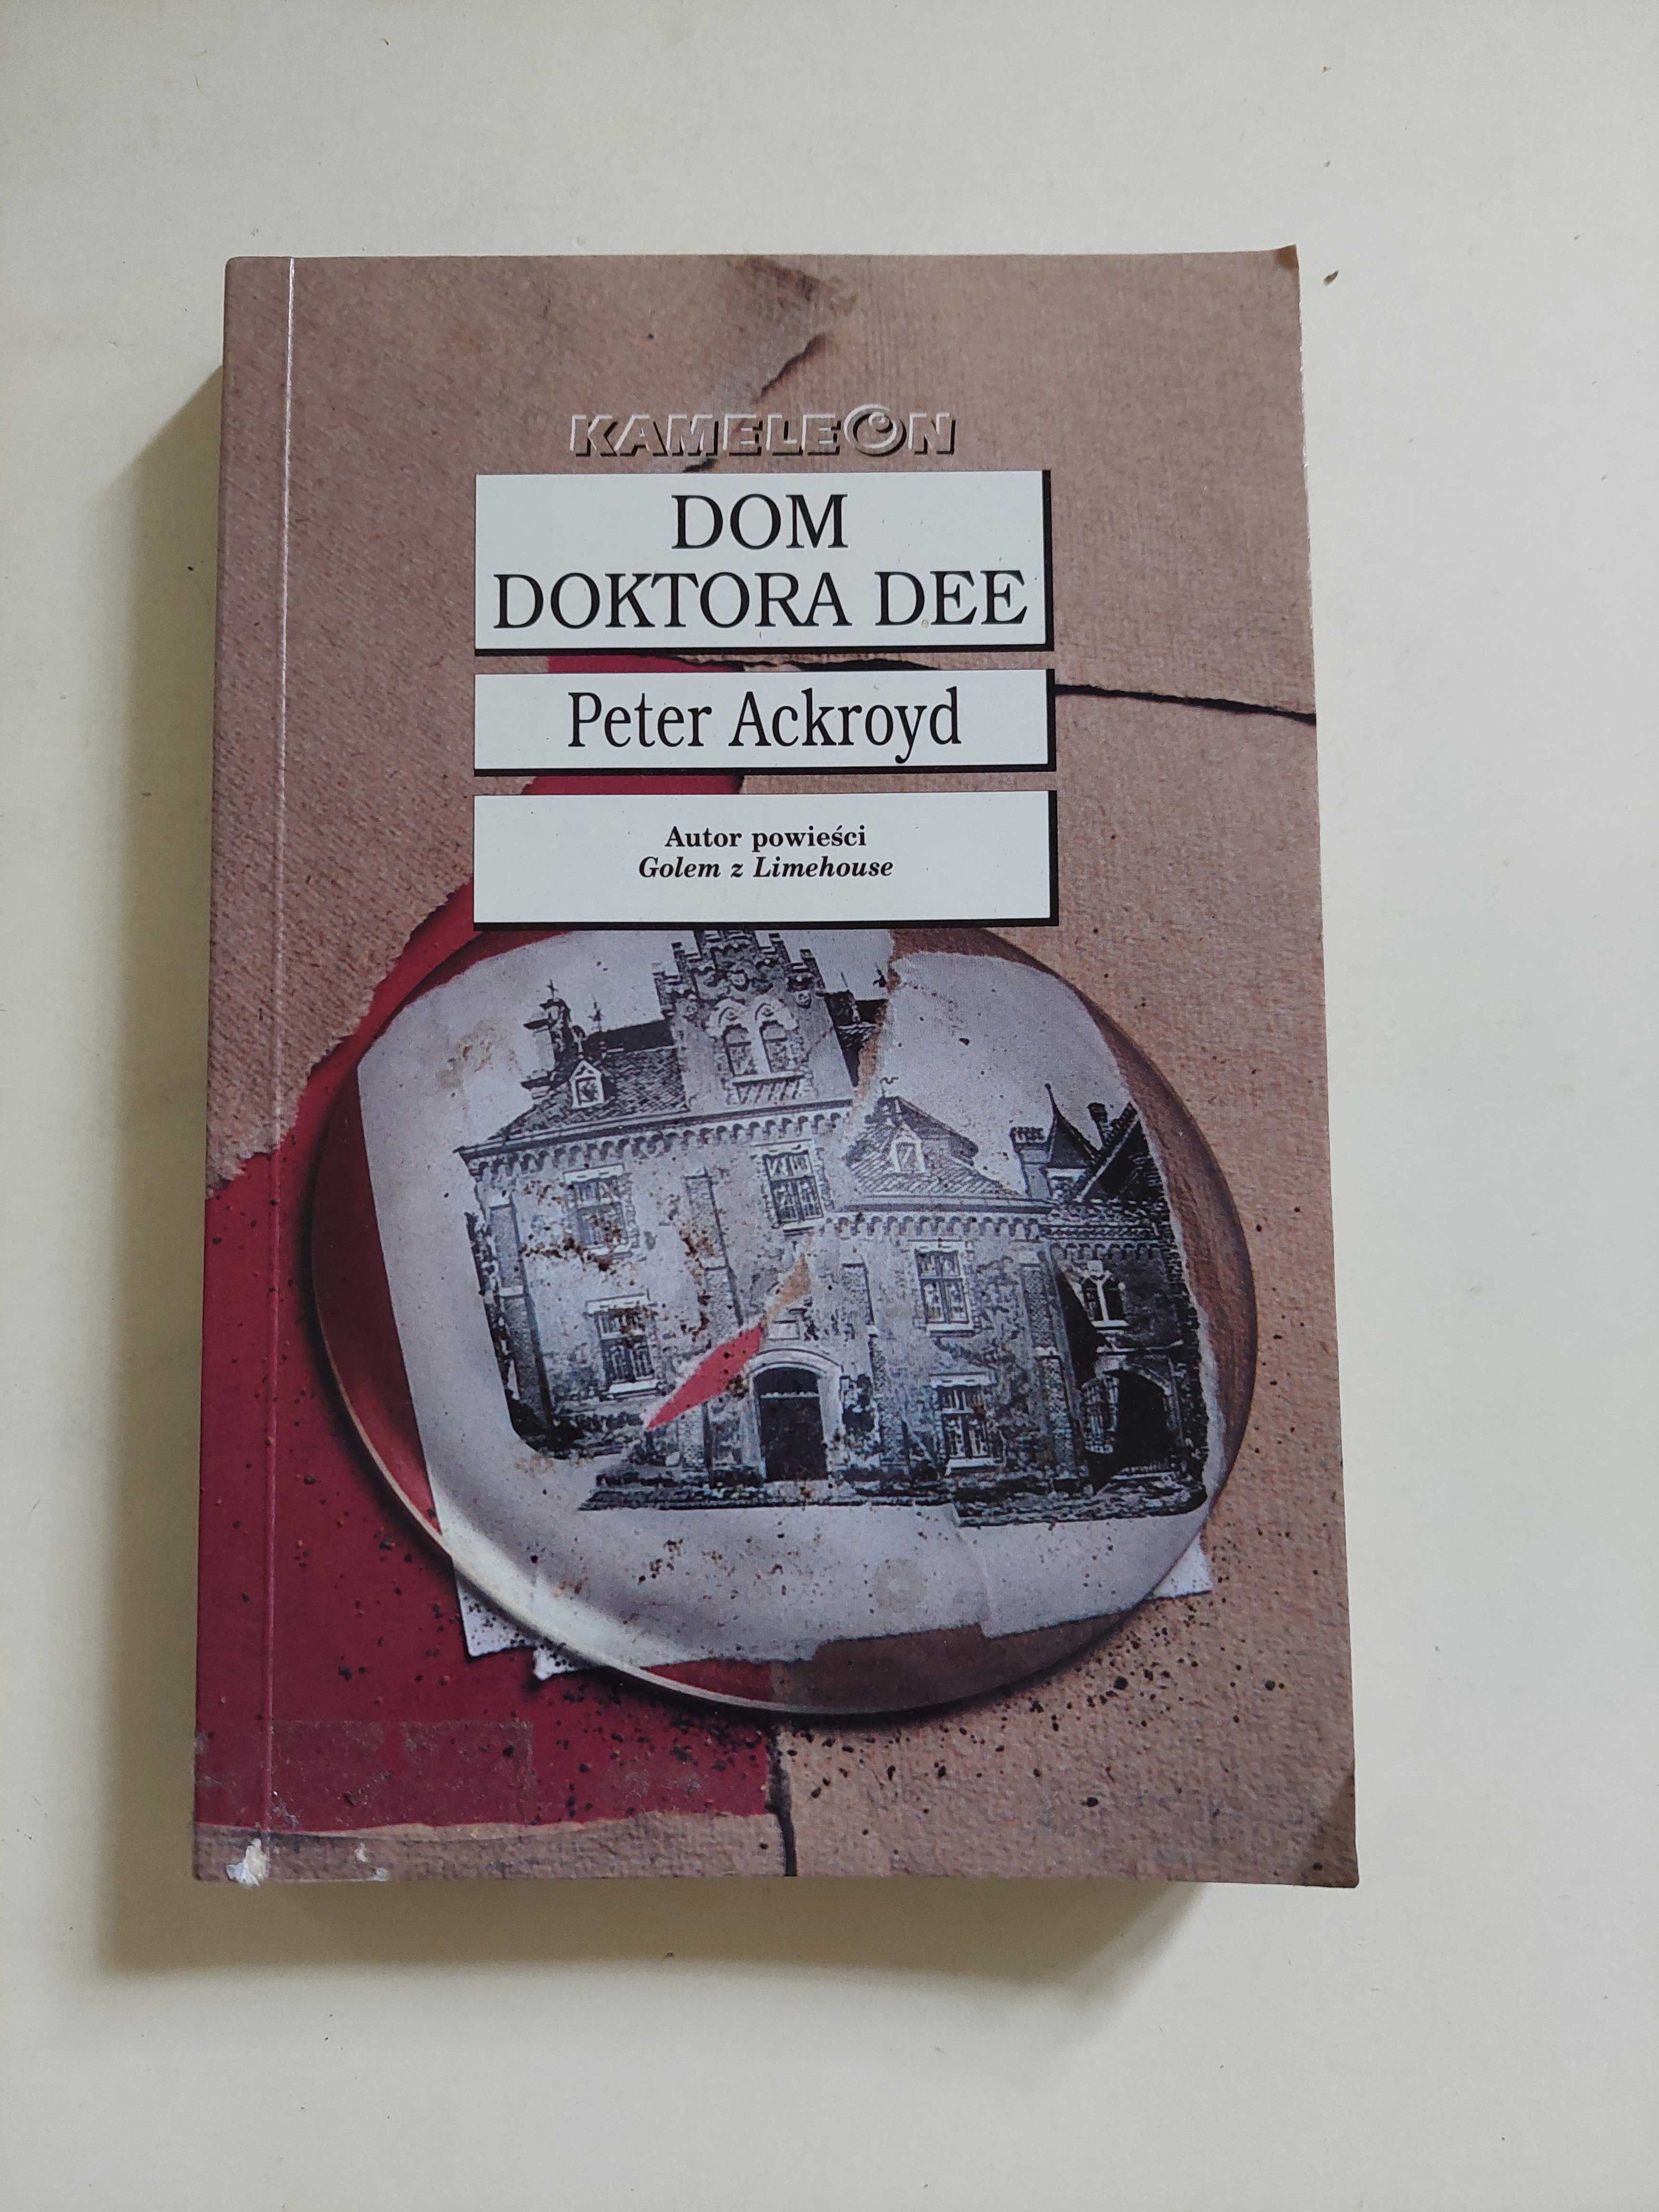 KAMELEON
DOM
DOKTORA DEE
Peter Ackroyd
Autor powieści
Golem z Limehouse